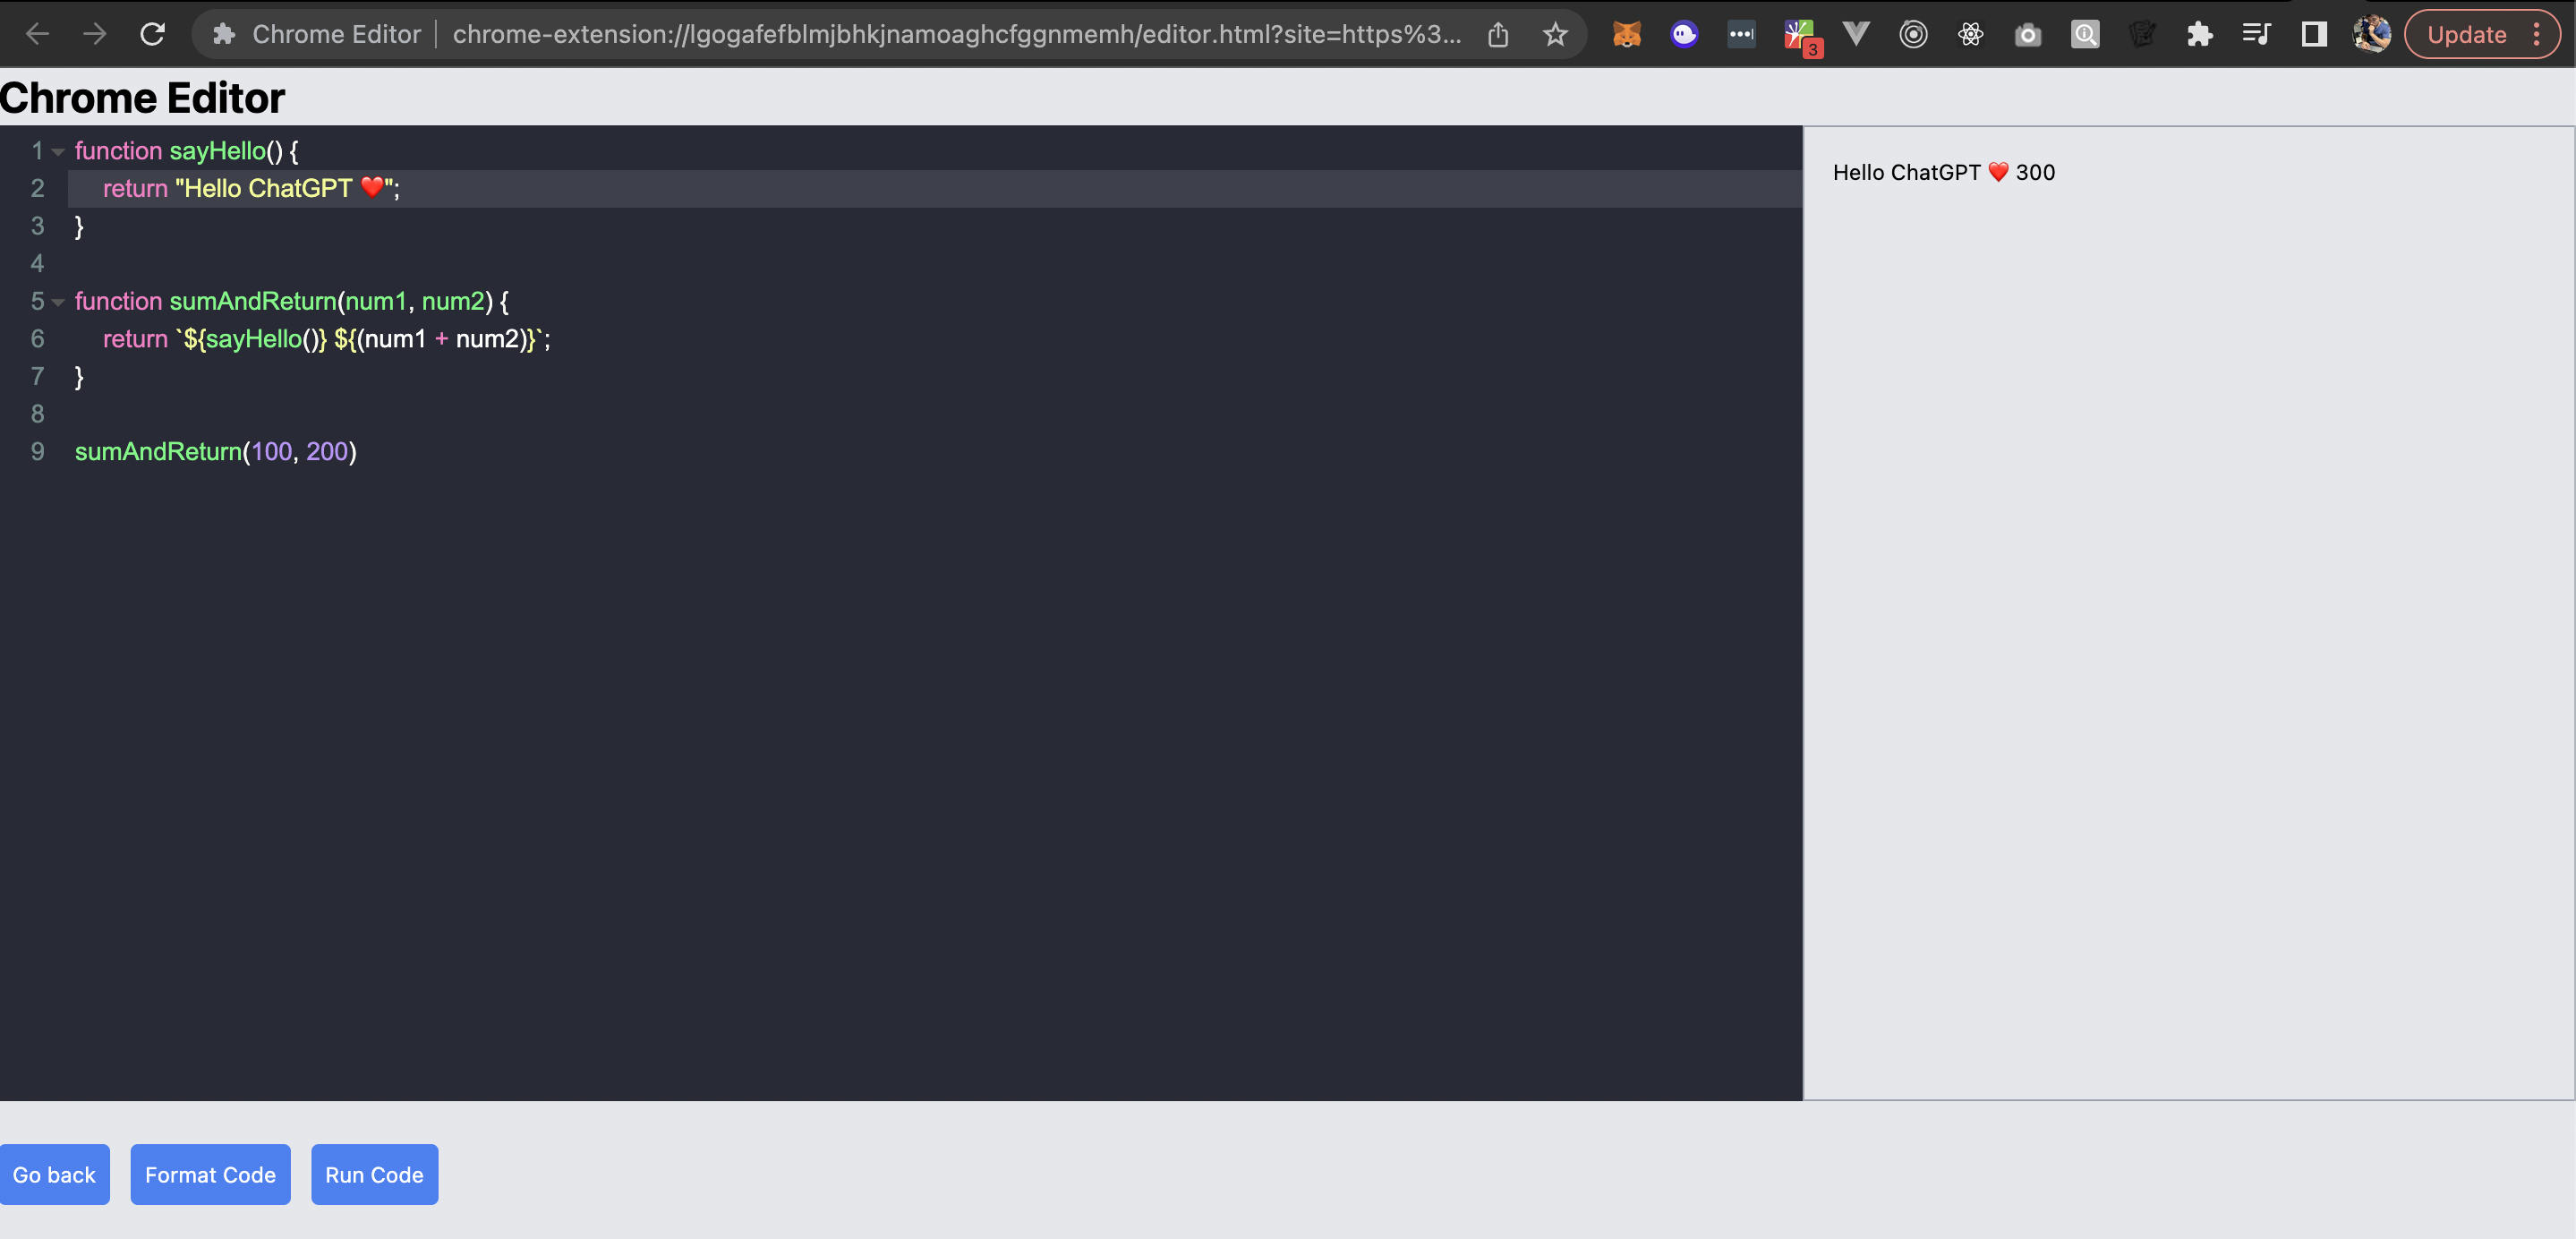 Chrome Editor | chrome-extension://lgogafefblmjbhkjnamoaghcfggnmemh/editor.html?site=https%3... 3 Update
Chrome Editor
1 function sayHello() {
2 return "Hello ChatGPT ❤️";
3 }
4
5 function sumAndReturn(num1, num2) {
6 return `${sayHello()} ${(num1 + num2)}`;
7 }
8
9 sumAndReturn(100, 200)
Hello ChatGPT ❤️ 300
Go back Format Code Run Code